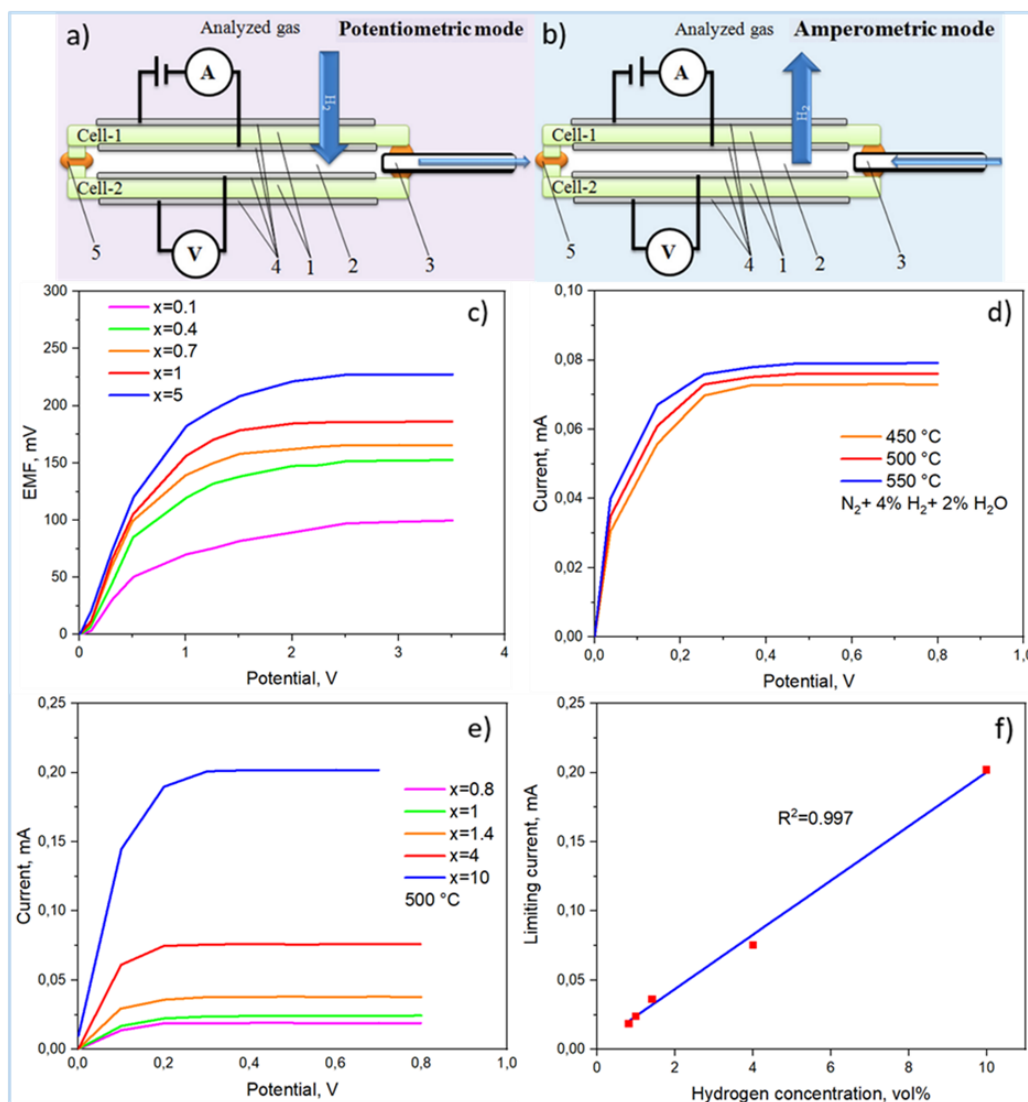 a)
Analyzed gas
Potentiometric mode
A
H2
Cell-1
Cell-2
V
5
4
1
2
3
b)
Analyzed gas
Amperometric mode
A
H2
Cell-1
Cell-2
V
5
4
1
2
3
c)
x=0.1
x=0.4
x=0.7
x=1
x=5
EMF, mV
300
250
200
150
100
50
0
0
1
2
3
4
Potential, V
d)
450 °C
500 °C
550 °C
N2+ 4% H2+ 2% H2O
Current, mA
0,10
0,08
0,06
0,04
0,02
0,00
0,0
0,2
0,4
0,6
0,8
1,0
Potential, V
e)
x=0.8
x=1
x=1.4
x=4
x=10
500 °C
Current, mA
0,25
0,20
0,15
0,10
0,05
0,00
0,0
0,2
0,4
0,6
0,8
1,0
Potential, V
f)
R2=0.997
Limiting current, mA
0,25
0,20
0,15
0,10
0,05
0,00
0
2
4
6
8
10
Hydrogen concentration, vol%